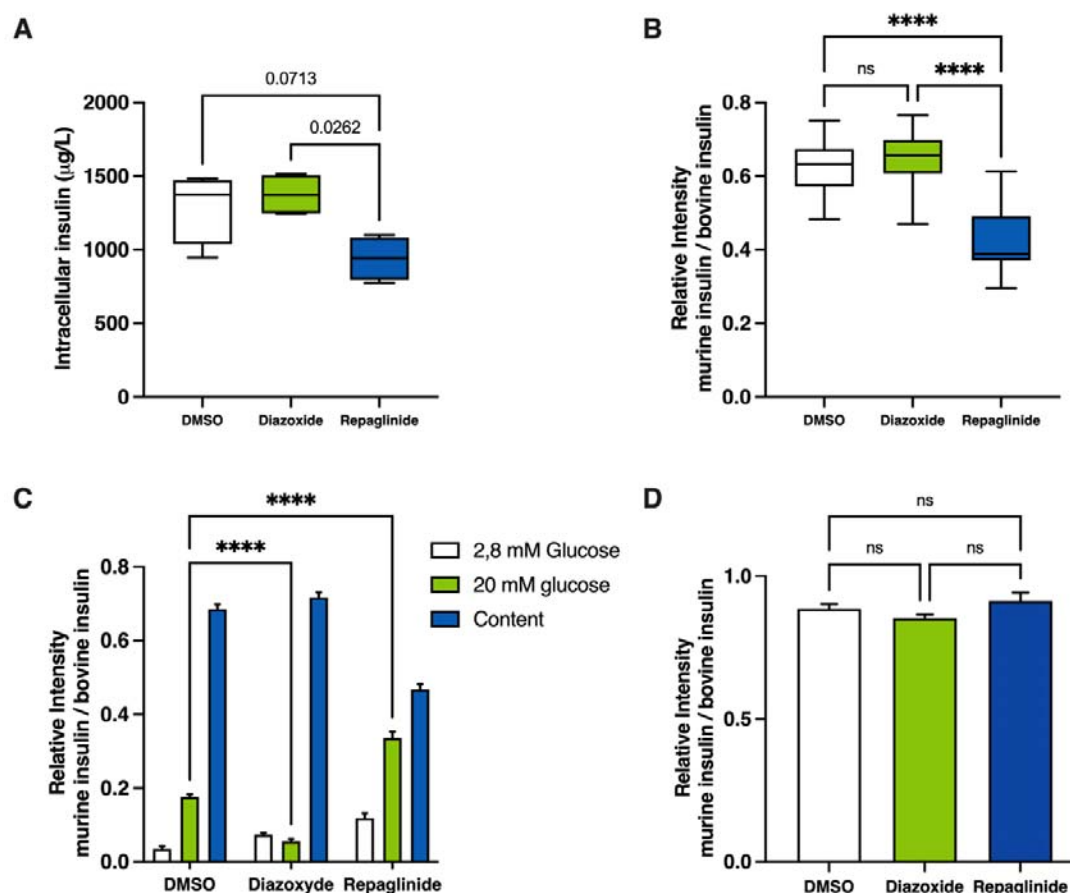 A
0.0713
0.0262
2000
1500
1000
500
0
Intracellular insulin (μg/L)
DMSO Diazoxide Repaglinide
B
****
ns ****
0.8
0.6
0.4
0.2
0.0
Relative Intensity
murine insulin / bovine insulin
DMSO Diazoxide Repaglinide
C
****
****
0.8
0.6
0.4
0.2
0.0
Relative Intensity
murine insulin / bovine insulin
DMSO Diazoxyde Repaglinide
2,8 mM Glucose
20 mM glucose
Content
D
ns
ns ns
1.0
0.5
0.0
Relative Intensity
murine insulin / bovine insulin
DMSO Diazoxide Repaglinide